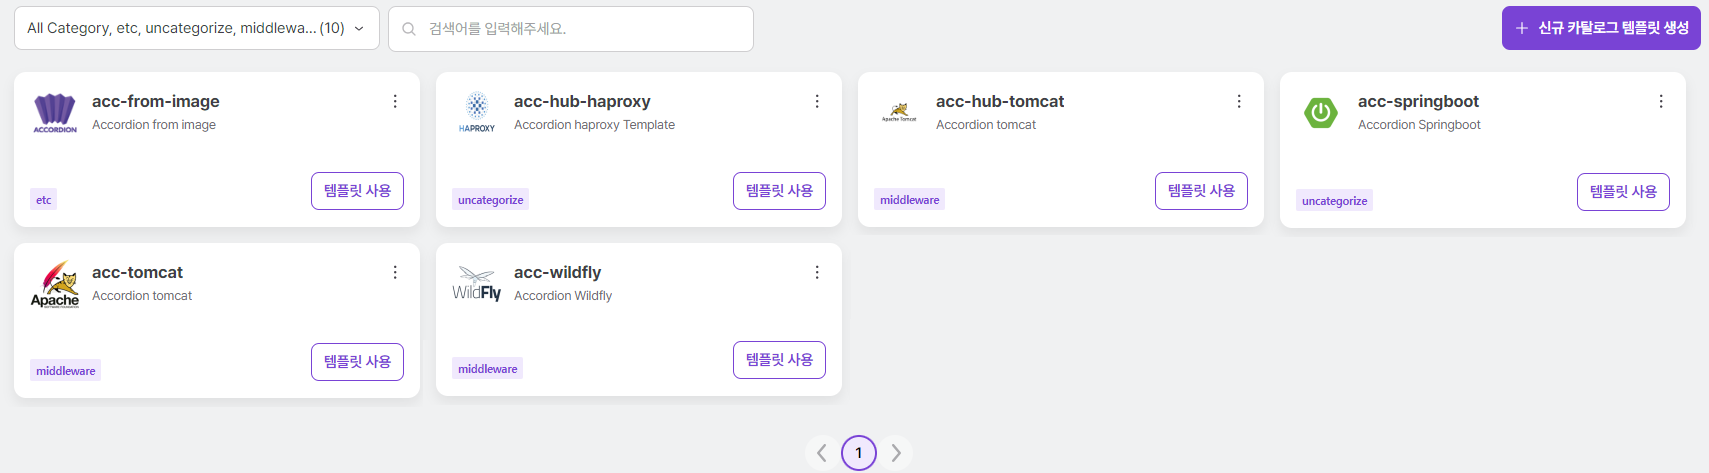 All Category, etc, uncategorize, middlewa... (10)
검색어를 입력해주세요.
+ 신규 카탈로그 템플릿 생성
ACCORDION
acc-from-image
Accordion from image
etc
템플릿 사용
HAPROXY
acc-hub-haproxy
Accordion haproxy Template
uncategorize
템플릿 사용
Apache Tomcat
acc-hub-tomcat
Accordion tomcat
middleware
템플릿 사용
acc-springboot
Accordion Springboot
uncategorize
템플릿 사용
Apache
acc-tomcat
Accordion tomcat
middleware
템플릿 사용
WildFly
acc-wildfly
Accordion Wildfly
middleware
템플릿 사용
1